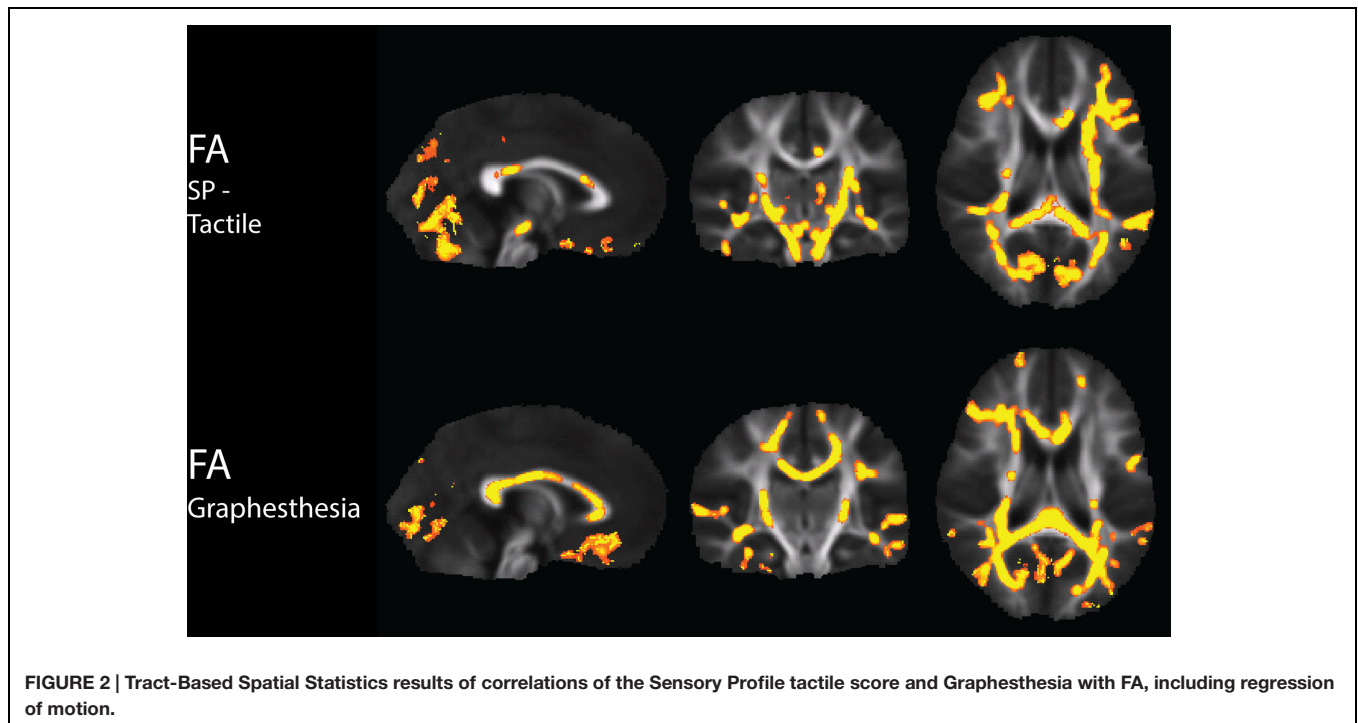 FA
SP -
Tactile
FA
Graphesthesia
FIGURE 2 | Tract-Based Spatial Statistics results of correlations of the Sensory Profile tactile score and Graphesthesia with FA, including regression
of motion.